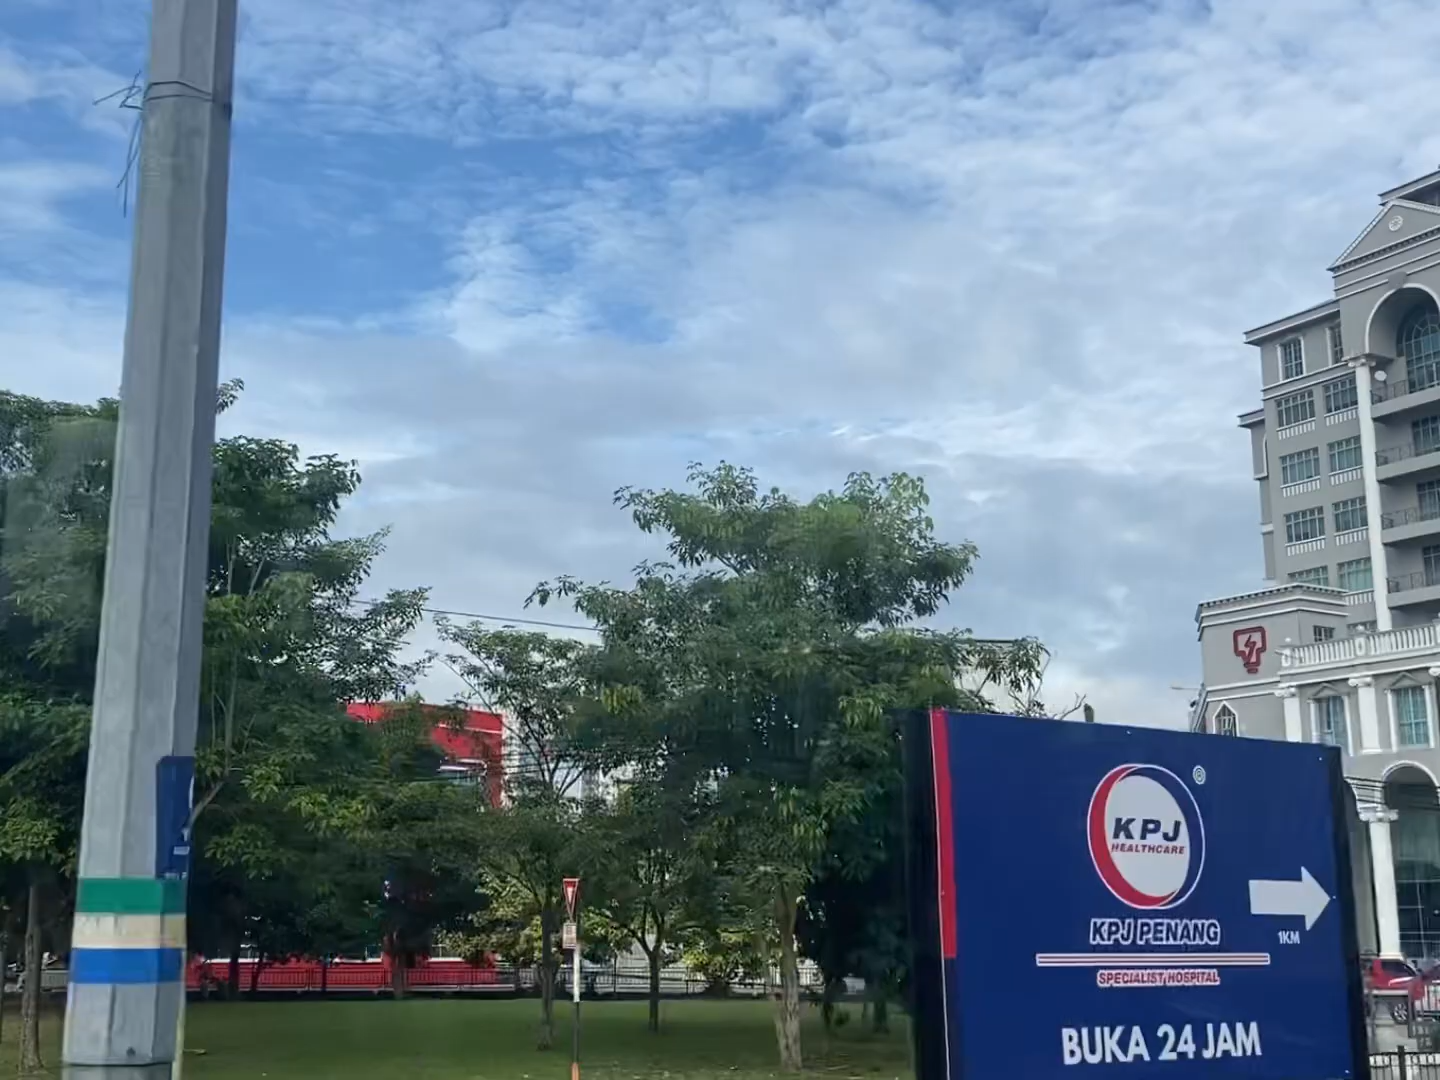 ®
KPJ
HEALTHCARE
KPJ PENANG
1KM
SPECIALIST HOSPITAL
BUKA 24 JAM